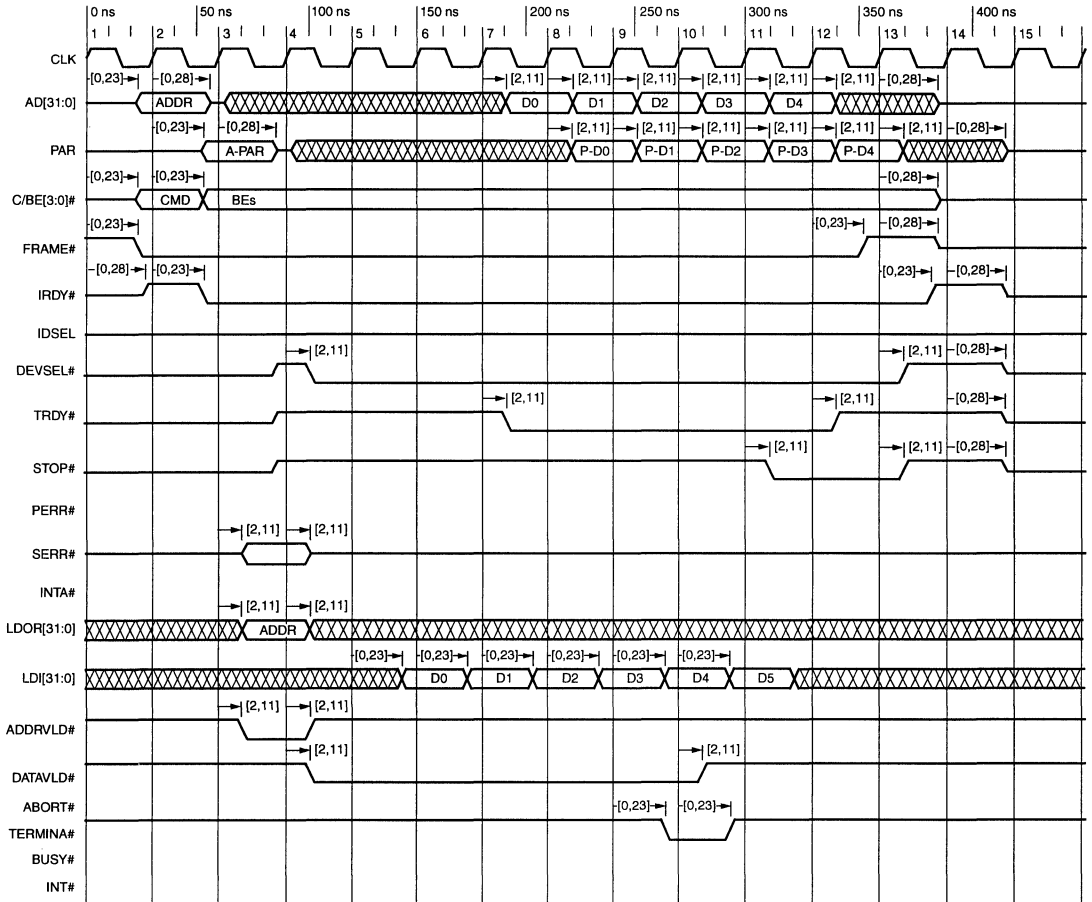 0 ns 50 ns 100 ns 150 ns 200 ns 250 ns 300 ns 350 ns 400 ns
1 2 3 4 5 6 7 8 9 10 11 12 13 14 15
CLK
[0,23] [0,28] [2,11] [2,11] [2,11] [2,11] [2,11] [2,11] [0,28]
AD[31:0] ADDR D0 D1 D2 D3 D4
[0,23] [0,28] [2,11] [2,11] [2,11] [2,11] [2,11] [2,11] [0,28]
PAR A-PAR P-D0 P-D1 P-D2 P-D3 P-D4
[0,23] [0,23] [0,28]
C/BE[3:0]# CMD BEs
[0,23] [0,23] [0,28]
FRAME#
[0,28] [0,23] [0,23] [0,28]
IRDY#
IDSEL
[2,11] [2,11] [0,28]
DEVSEL#
[2,11] [2,11] [0,28]
TRDY#
[2,11] [2,11] [0,28]
STOP#
PERR#
[2,11] [2,11]
SERR#
INTA#
[2,11] [2,11]
LDOR[31:0] ADDR
[0,23] [0,23] [0,23] [0,23] [0,23] [0,23]
LDI[31:0] D0 D1 D2 D3 D4 D5
[2,11] [2,11]
ADDRVLD#
[2,11] [2,11]
DATAVLD#
ABORT# [0,23] [0,23]
TERMINA#
BUSY#
INT#